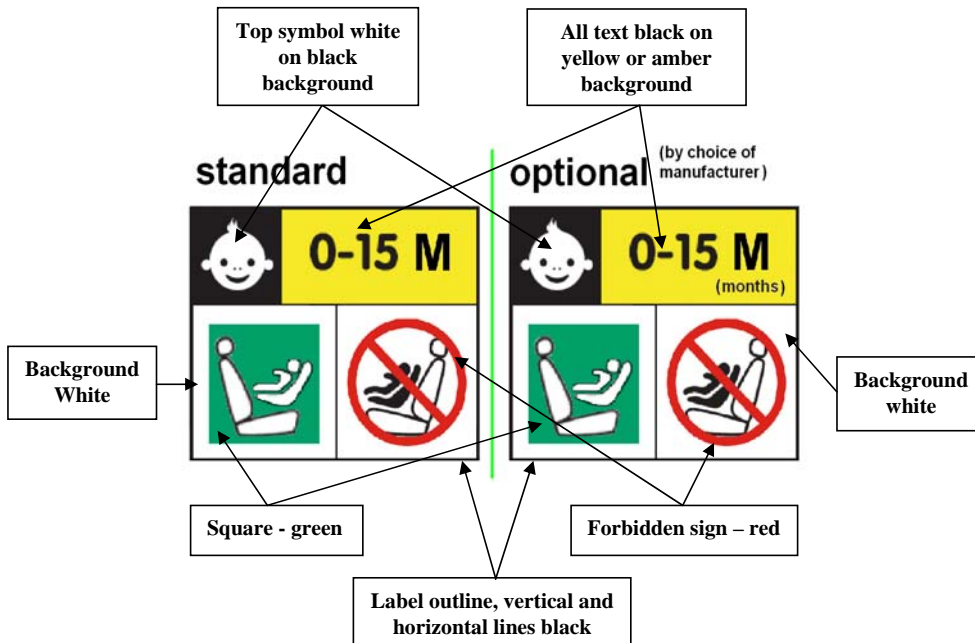 Top symbol white
on black
background
All text black on
yellow or amber
background
standard
optional
(by choice of
manufacturer)
0-15 M
0-15 M
(months)
Background
White
Background
white
Square - green
Forbidden sign – red
Label outline, vertical and
horizontal lines black